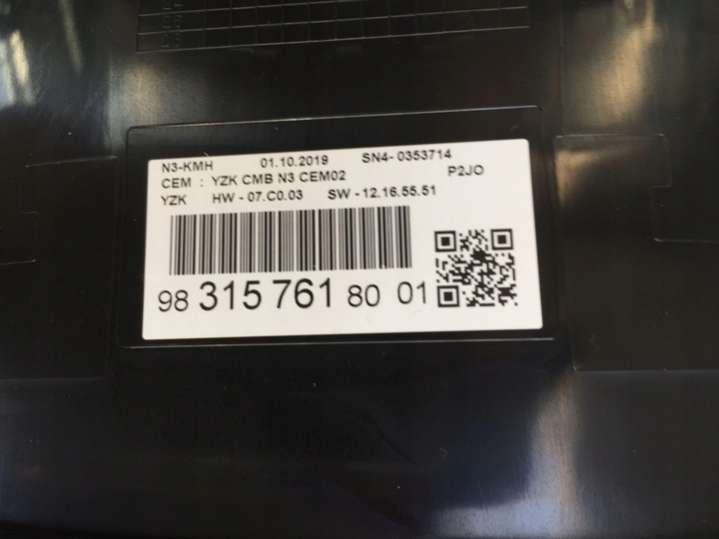 N3-KMH 01.10.2019 SN4- 0353714
CEM : YZK CMB N3 CEM02 P2JO
YZK HW - 07.C0.03 SW - 12.16.55.51
98 315 761 80 01